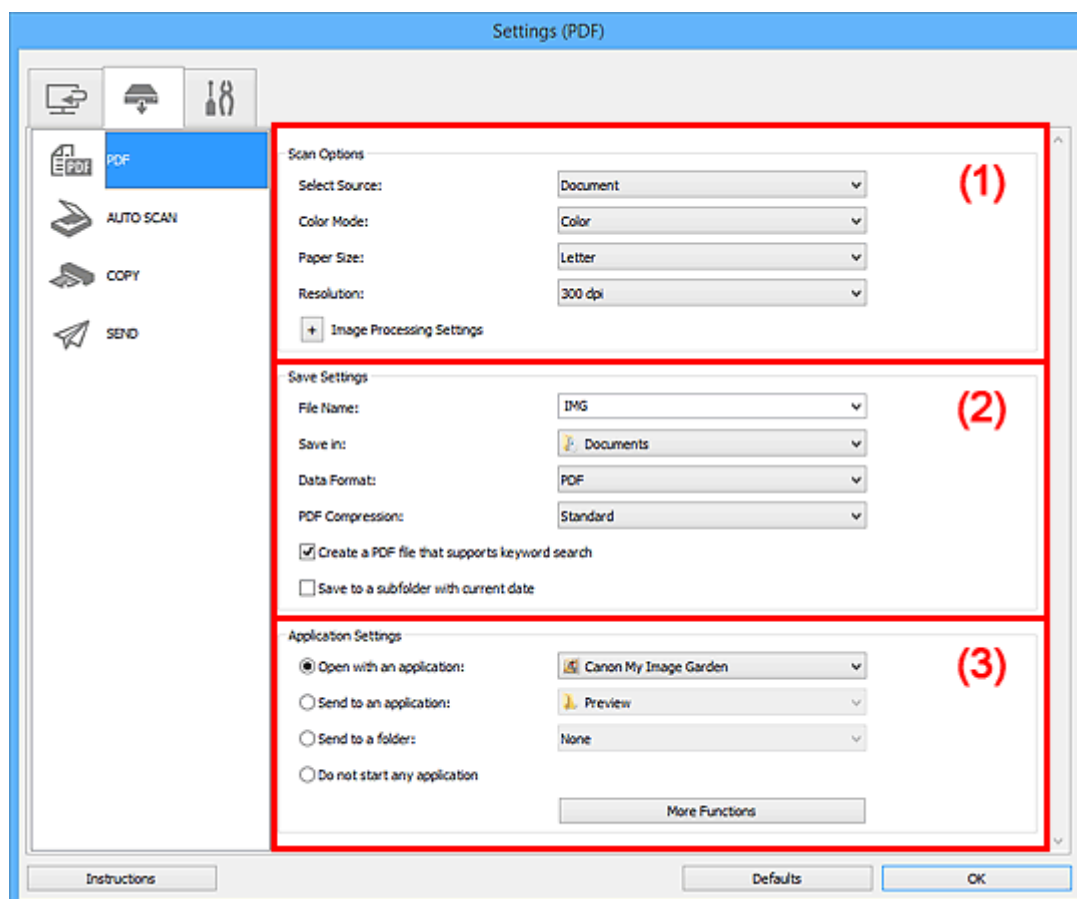 Settings (PDF)
PDF PDF
AUTO SCAN
COPY
SEND
Scan Options
(1)
Select Source: Document
Color Mode: Color
Paper Size: Letter
Resolution: 300 dpi
+ Image Processing Settings
Save Settings
(2)
File Name: IMG
Save in: Documents
Data Format: PDF
PDF Compression: Standard
Create a PDF file that supports keyword search
Save to a subfolder with current date
Application Settings
(3)
Open with an application: Canon My Image Garden
Send to an application: Preview
Send to a folder: None
Do not start any application
More Functions
Instructions Defaults OK